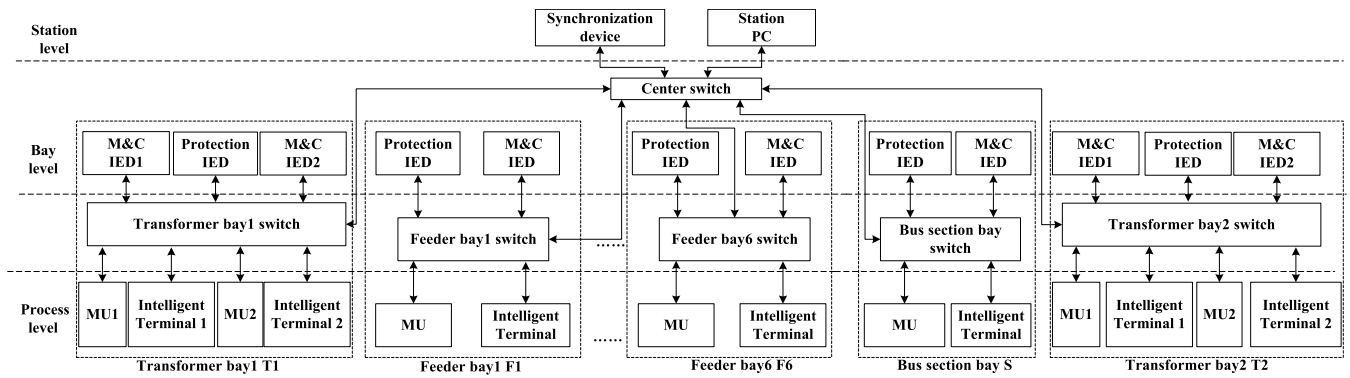 Station
level
Synchronization
device
Station
PC
Center switch
Bay
level
M&C
IED1
Protection
IED
M&C
IED2
Protection
IED
M&C
IED
Protection
IED
M&C
IED
Protection
IED
M&C
IED
M&C
IED1
Protection
IED
M&C
IED2
Transformer bay1 switch
Feeder bay1 switch
......
Feeder bay6 switch
Bus section bay
switch
Transformer bay2 switch
Process
level
MU1
Intelligent
Terminal 1
MU2
Intelligent
Terminal 2
MU
Intelligent
Terminal
......
MU
Intelligent
Terminal
MU
Intelligent
Terminal
MU1
Intelligent
Terminal 1
MU2
Intelligent
Terminal 2
Transformer bay1 T1
Feeder bay1 F1
Feeder bay6 F6
Bus section bay S
Transformer bay2 T2